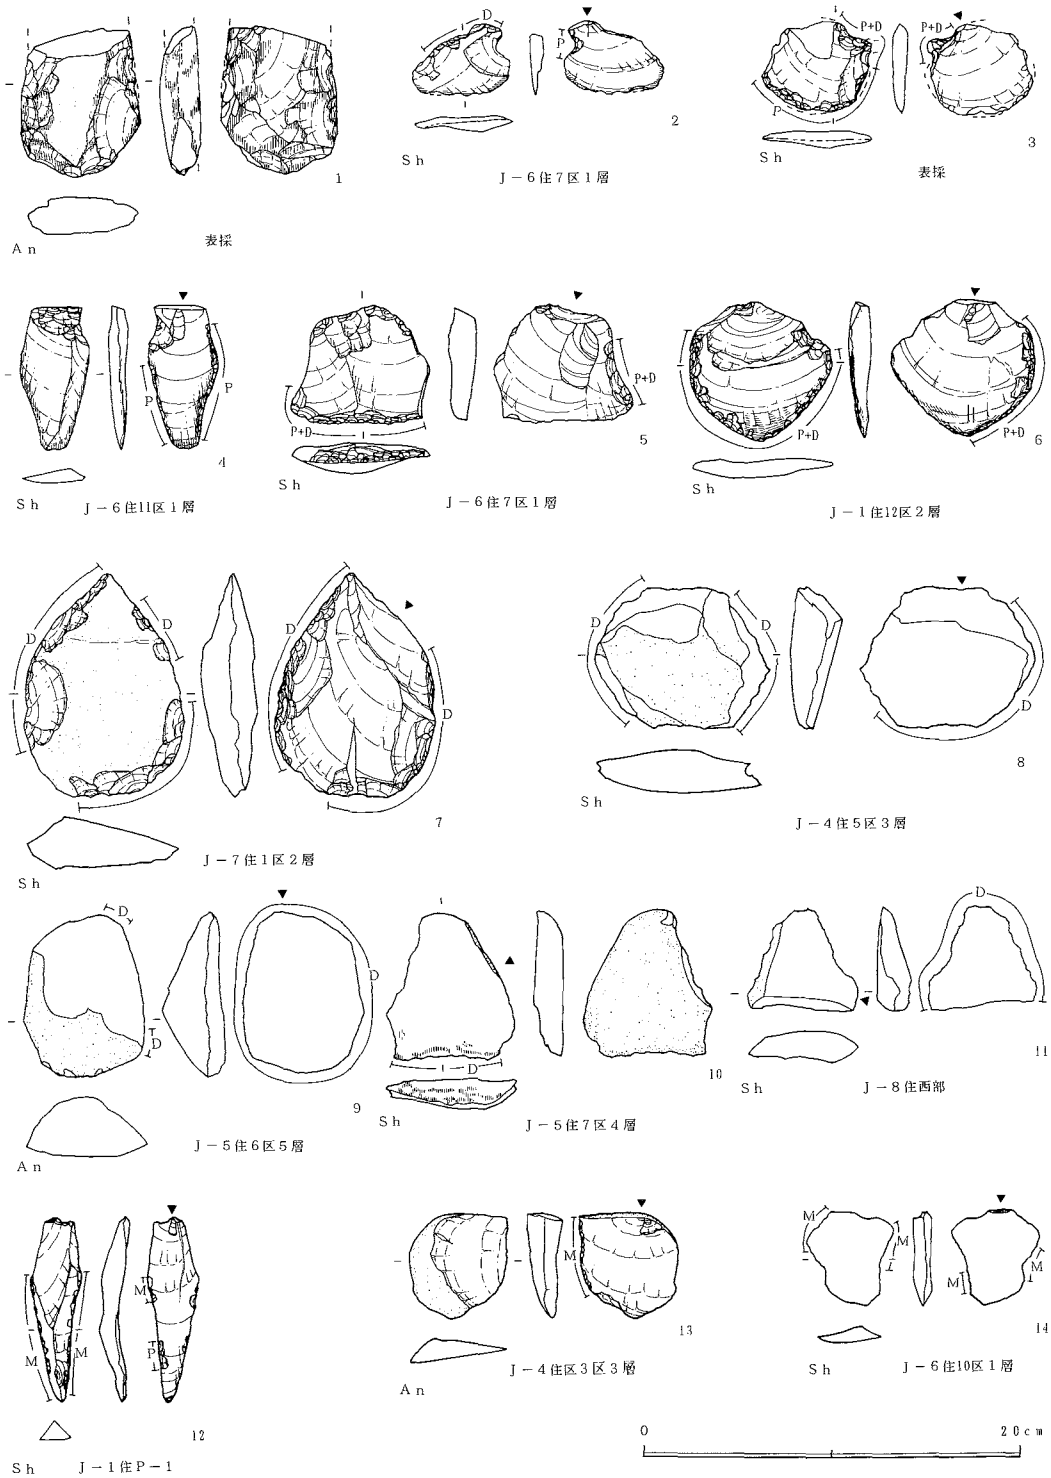 1
An
表採
D
P
2
Sh
J－6住7区1層
P+D
P+D
P
3
Sh
表採
P
P
4
Sh
J－6住11区1層
P+D
P+D
5
Sh
J－6住7区1層
P+D
P+D
6
Sh
J－1住12区2層
D
D
D
D
7
Sh
J－7住1区2層
D
D
D
8
Sh
J－4住5区3層
D
D
D
9
An
J－5住6区5層
D
10
Sh
J－5住7区4層
D
11
Sh
J－8住西部
M
M
M
P
12
Sh
J－1住P－1
M
13
An
J－4住区3区3層
M
M
M
M
14
Sh
J－6住10区1層
0
20cm